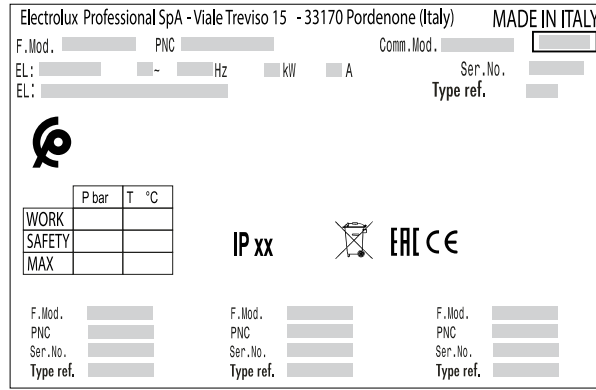 Electrolux Professional SpA - Viale Treviso 15 - 33170 Pordenone (Italy) MADE IN ITALY
F.Mod. PNC Comm.Mod.
EL: ~ Hz kW A Ser.No.
EL: Type ref.
P bar T °C
WORK
SAFETY
MAX
IP xx EAC CE
F.Mod. F.Mod. F.Mod.
PNC PNC PNC
Ser.No. Ser.No. Ser.No.
Type ref. Type ref. Type ref.